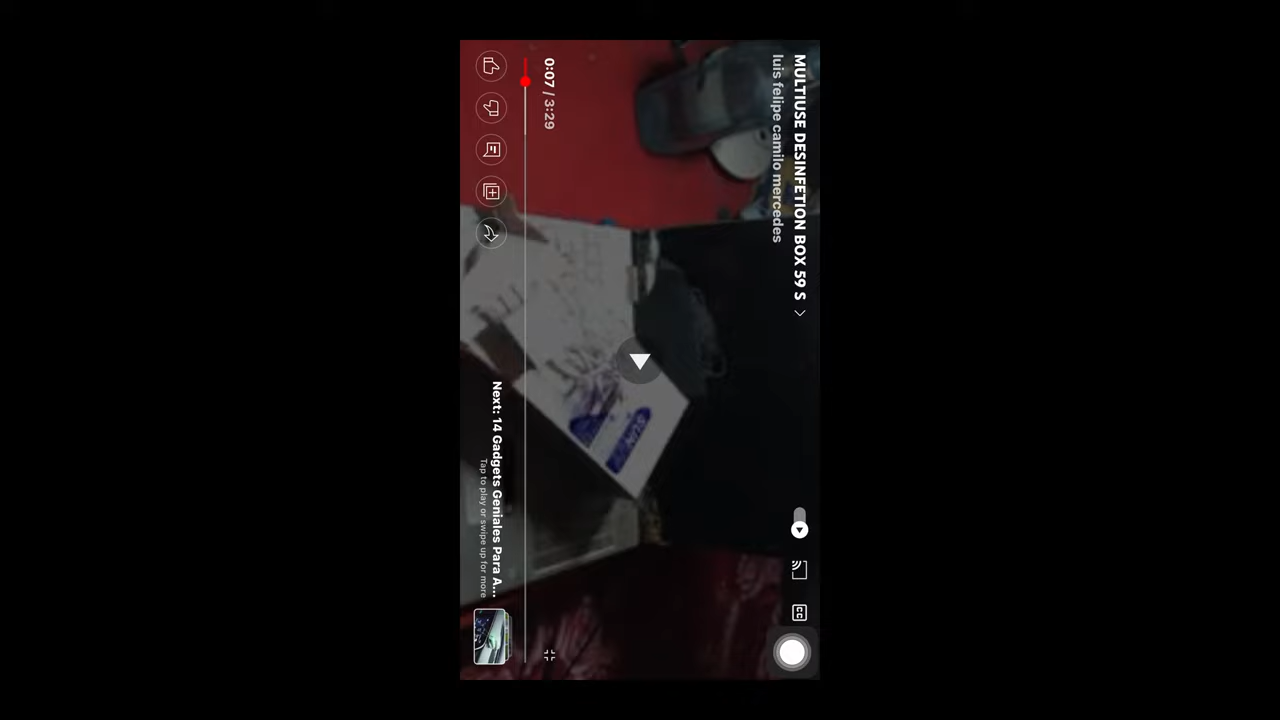 MULTIUSE DESINFETION BOX 59 S
luis felipe camilo mercedes
CC
0:07 / 3:29
Next: 14 Gadgets Geniales Para A...
Tap to play or swipe up for more